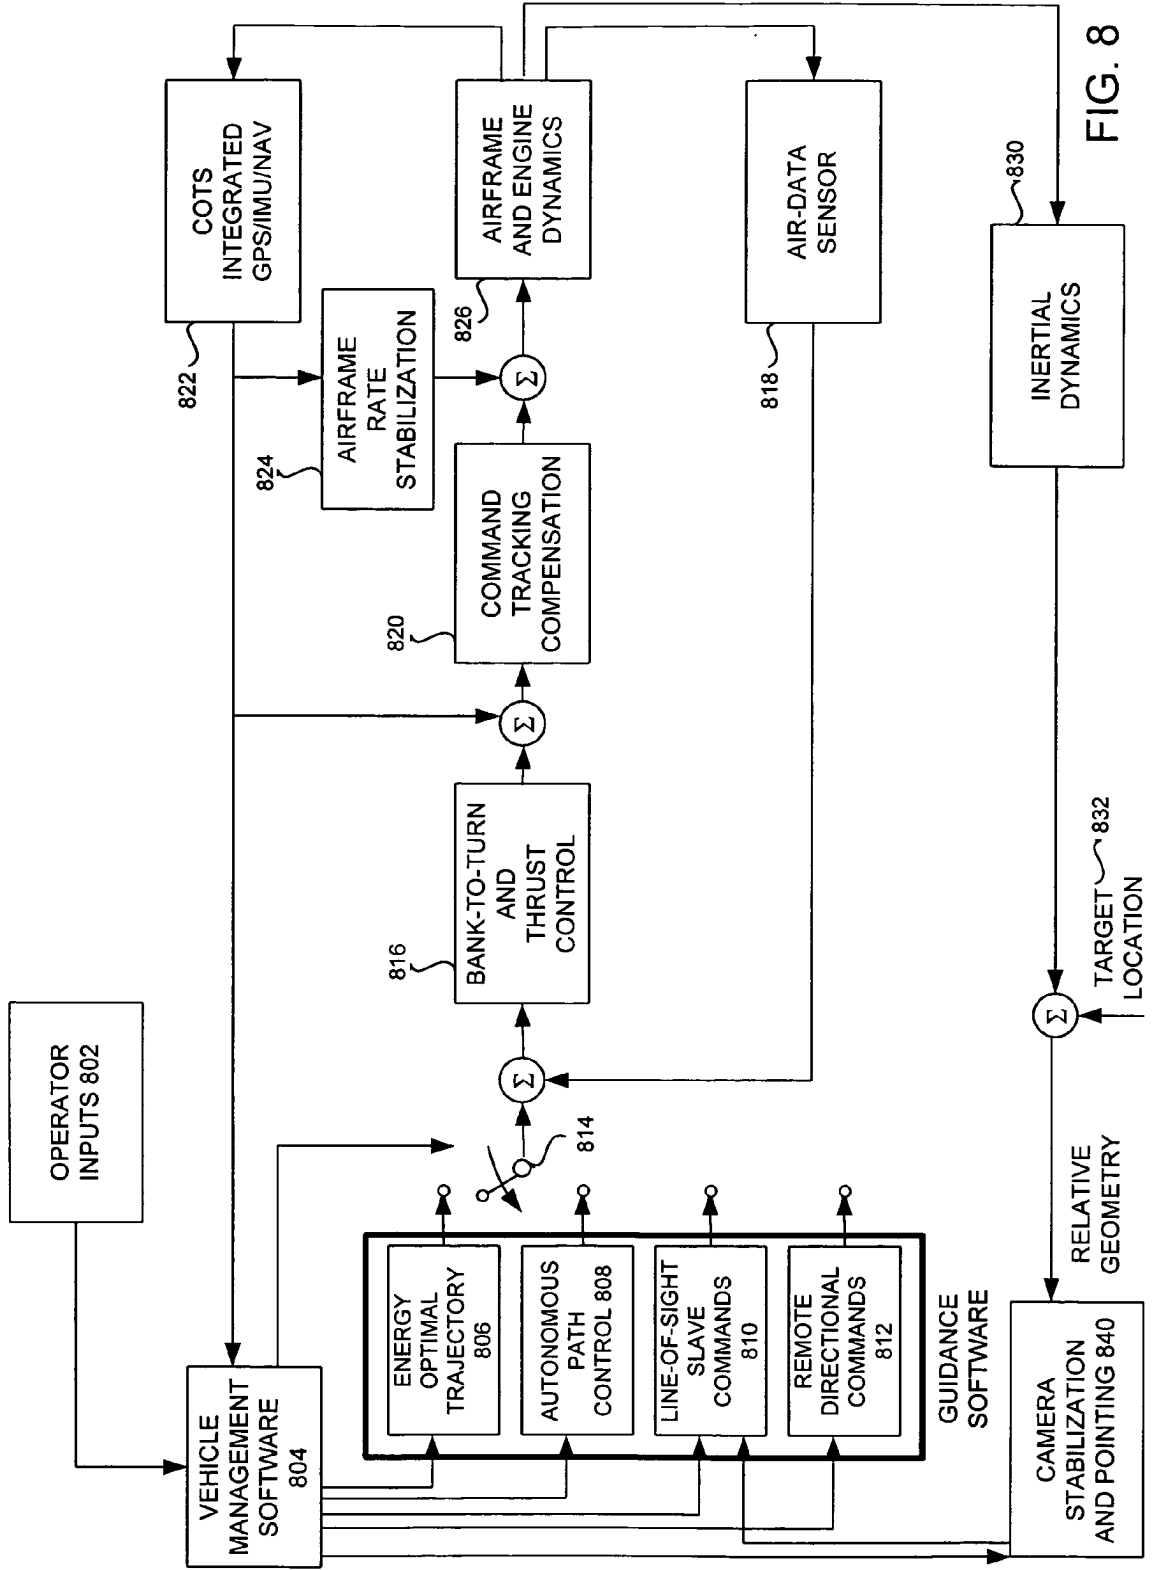 OPERATOR
INPUTS 802
VEHICLE
MANAGEMENT
SOFTWARE
804
COTS
INTEGRATED
GPS/IMU/NAV
822
AIRFRAME
RATE
STABILIZATION
824
ENERGY
OPTIMAL
TRAJECTORY
806
AUTONOMOUS
PATH
CONTROL 808
LINE-OF-SIGHT
SLAVE
COMMANDS
810
REMOTE
DIRECTIONAL
COMMANDS
812
GUIDANCE
SOFTWARE
814
Σ
BANK-TO-TURN
AND
THRUST
CONTROL
816
Σ
COMMAND
TRACKING
COMPENSATION
820
Σ
AIRFRAME
AND ENGINE
DYNAMICS
826
AIR-DATA
SENSOR
818
CAMERA
STABILIZATION
AND POINTING 840
RELATIVE
GEOMETRY
Σ
TARGET
LOCATION
832
INERTIAL
DYNAMICS
830
FIG. 8